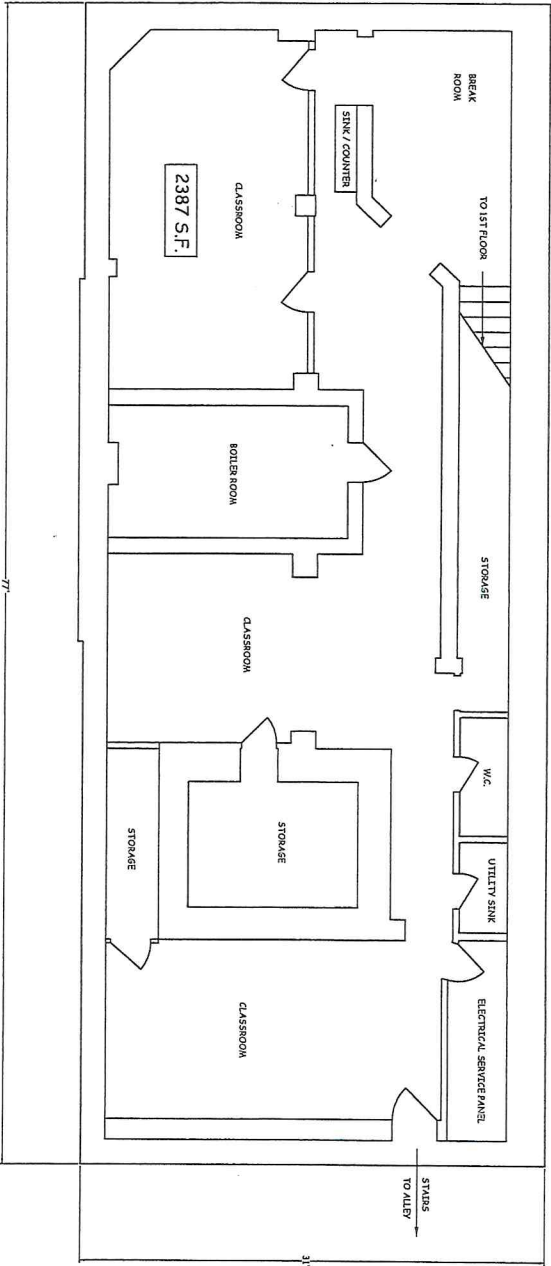 BREAK
ROOM
TO 1ST FLOOR
SINK / COUNTER
CLASSROOM
2387 S.F.
STORAGE
BOILER ROOM
CLASSROOM
W.C.
UTILITY SINK
STORAGE
STORAGE
ELECTRICAL SERVICE PANEL
CLASSROOM
STAIRS
TO ALLEY
77'
31'